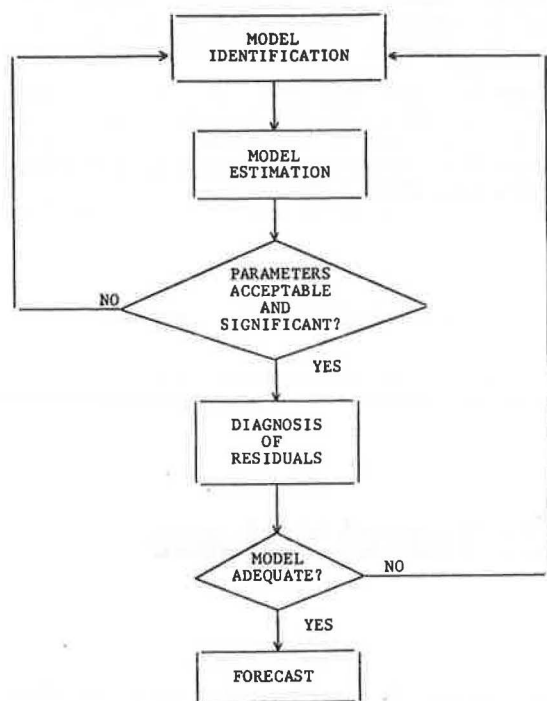 MODEL
IDENTIFICATION
MODEL
ESTIMATION
PARAMETERS
ACCEPTABLE
AND
SIGNIFICANT?
NO
YES
DIAGNOSIS
OF
RESIDUALS
MODEL
ADEQUATE?
NO
YES
FORECAST